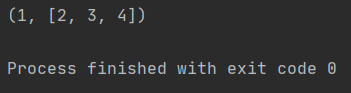 (1, [2, 3, 4])
Process finished with exit code 0